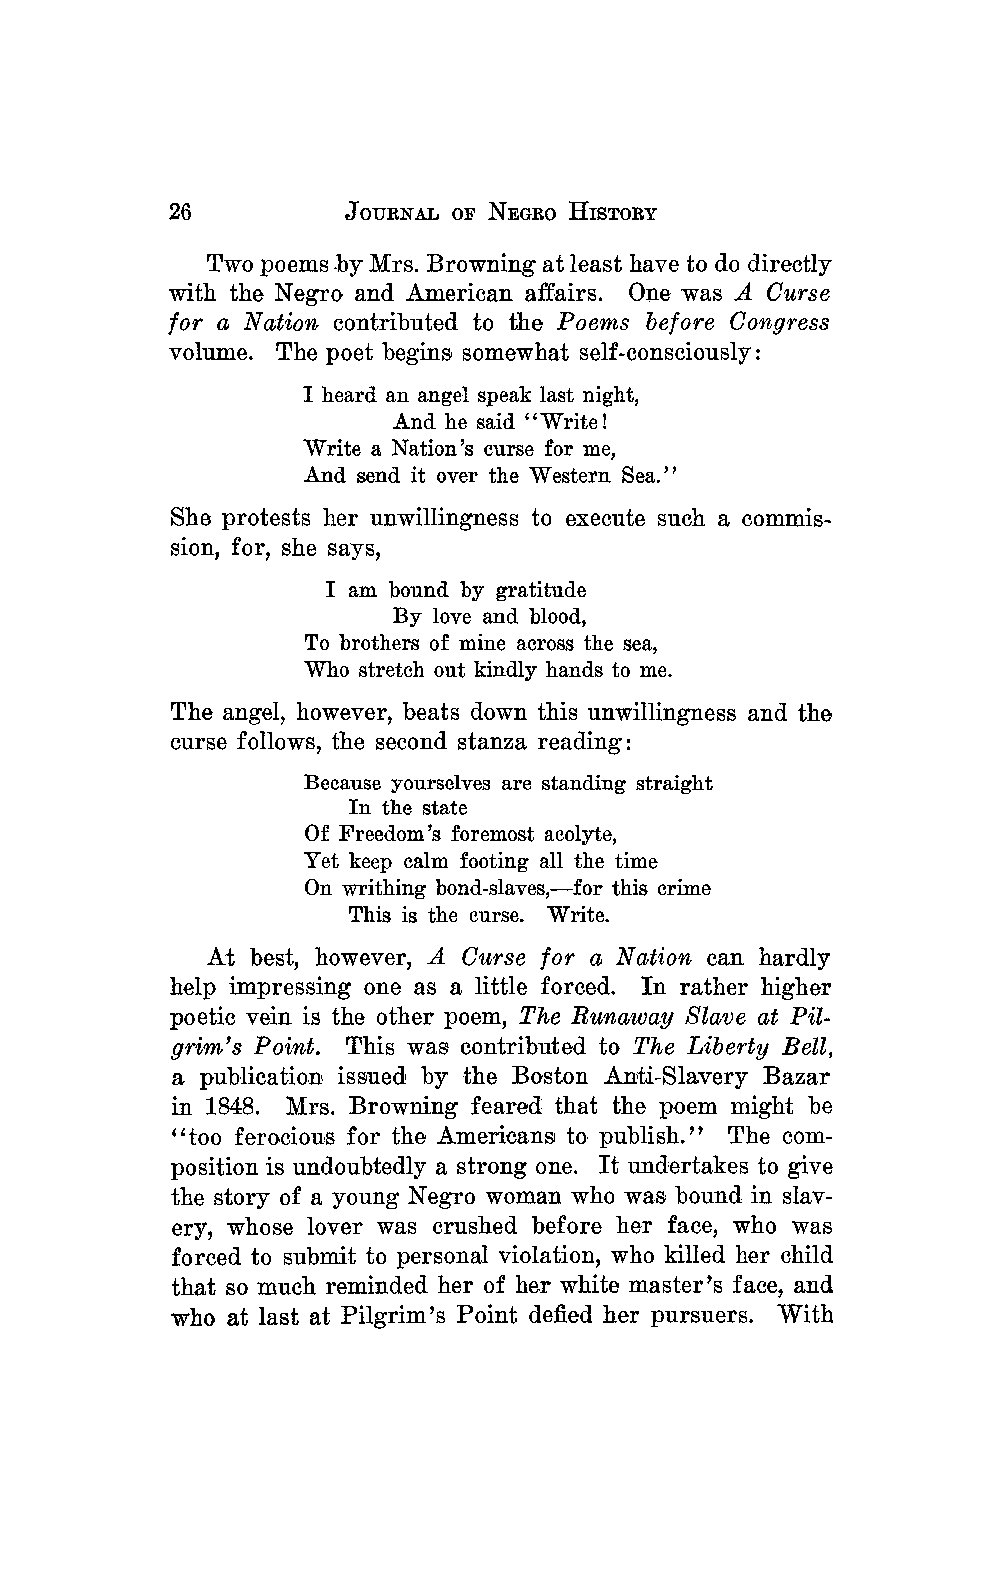 26 JOURNAL OF NEGRO HISTORY
Two poems by Mrs. Browning at least have to do directly
with the Negro and American affairs. One was A Curse
for a Nation contributed to the Poems before Congress
volume. The poet begins somewhat self-consciously:
I heard an angel speak last night,
And he said “Write!
Write a Nation’s curse for me,
And send it over the Western Sea.”
She protests her unwillingness to execute such a commis-
sion, for, she says,
I am bound by gratitude
By love and blood,
To brothers of mine across the sea,
Who stretch out kindly hands to me.
The angel, however, beats down this unwillingness and the
curse follows, the second stanza reading:
Because yourselves are standing straight
In the state
Of Freedom’s foremost acolyte,
Yet keep calm footing all the time
On writhing bond-slaves,—for this crime
This is the curse. Write.
At best, however, A Curse for a Nation can hardly
help impressing one as a little forced. In rather higher
poetic vein is the other poem, The Runaway Slave at Pil-
grim’s Point. This was contributed to The Liberty Bell,
a publication issued by the Boston Anti-Slavery Bazar
in 1848. Mrs. Browning feared that the poem might be
“too ferocious for the Americans to publish.” The com-
position is undoubtedly a strong one. It undertakes to give
the story of a young Negro woman who was bound in slav-
ery, whose lover was crushed before her face, who was
forced to submit to personal violation, who killed her child
that so much reminded her of her white master’s face, and
who at last at Pilgrim’s Point defied her pursuers. With